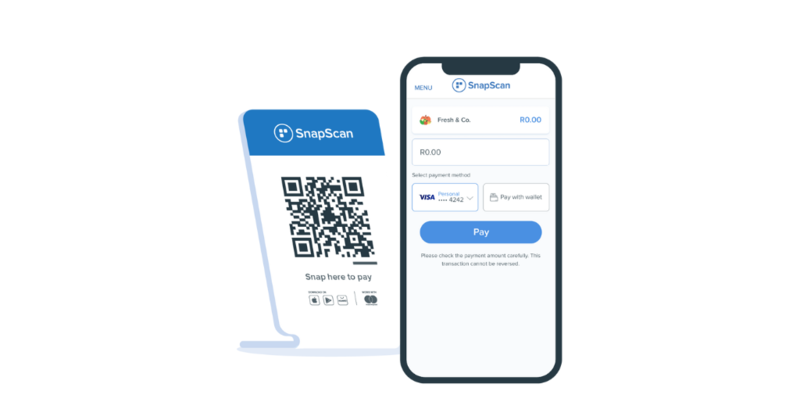 SnapScan
Snap here to pay
MENU
SnapScan
Fresh & Co.
R0.00
R0.00
Select payment method
VISA
Personal
•••• 4242
Pay with wallet
Pay
Please check the payment amount carefully. This
transaction cannot be reversed.